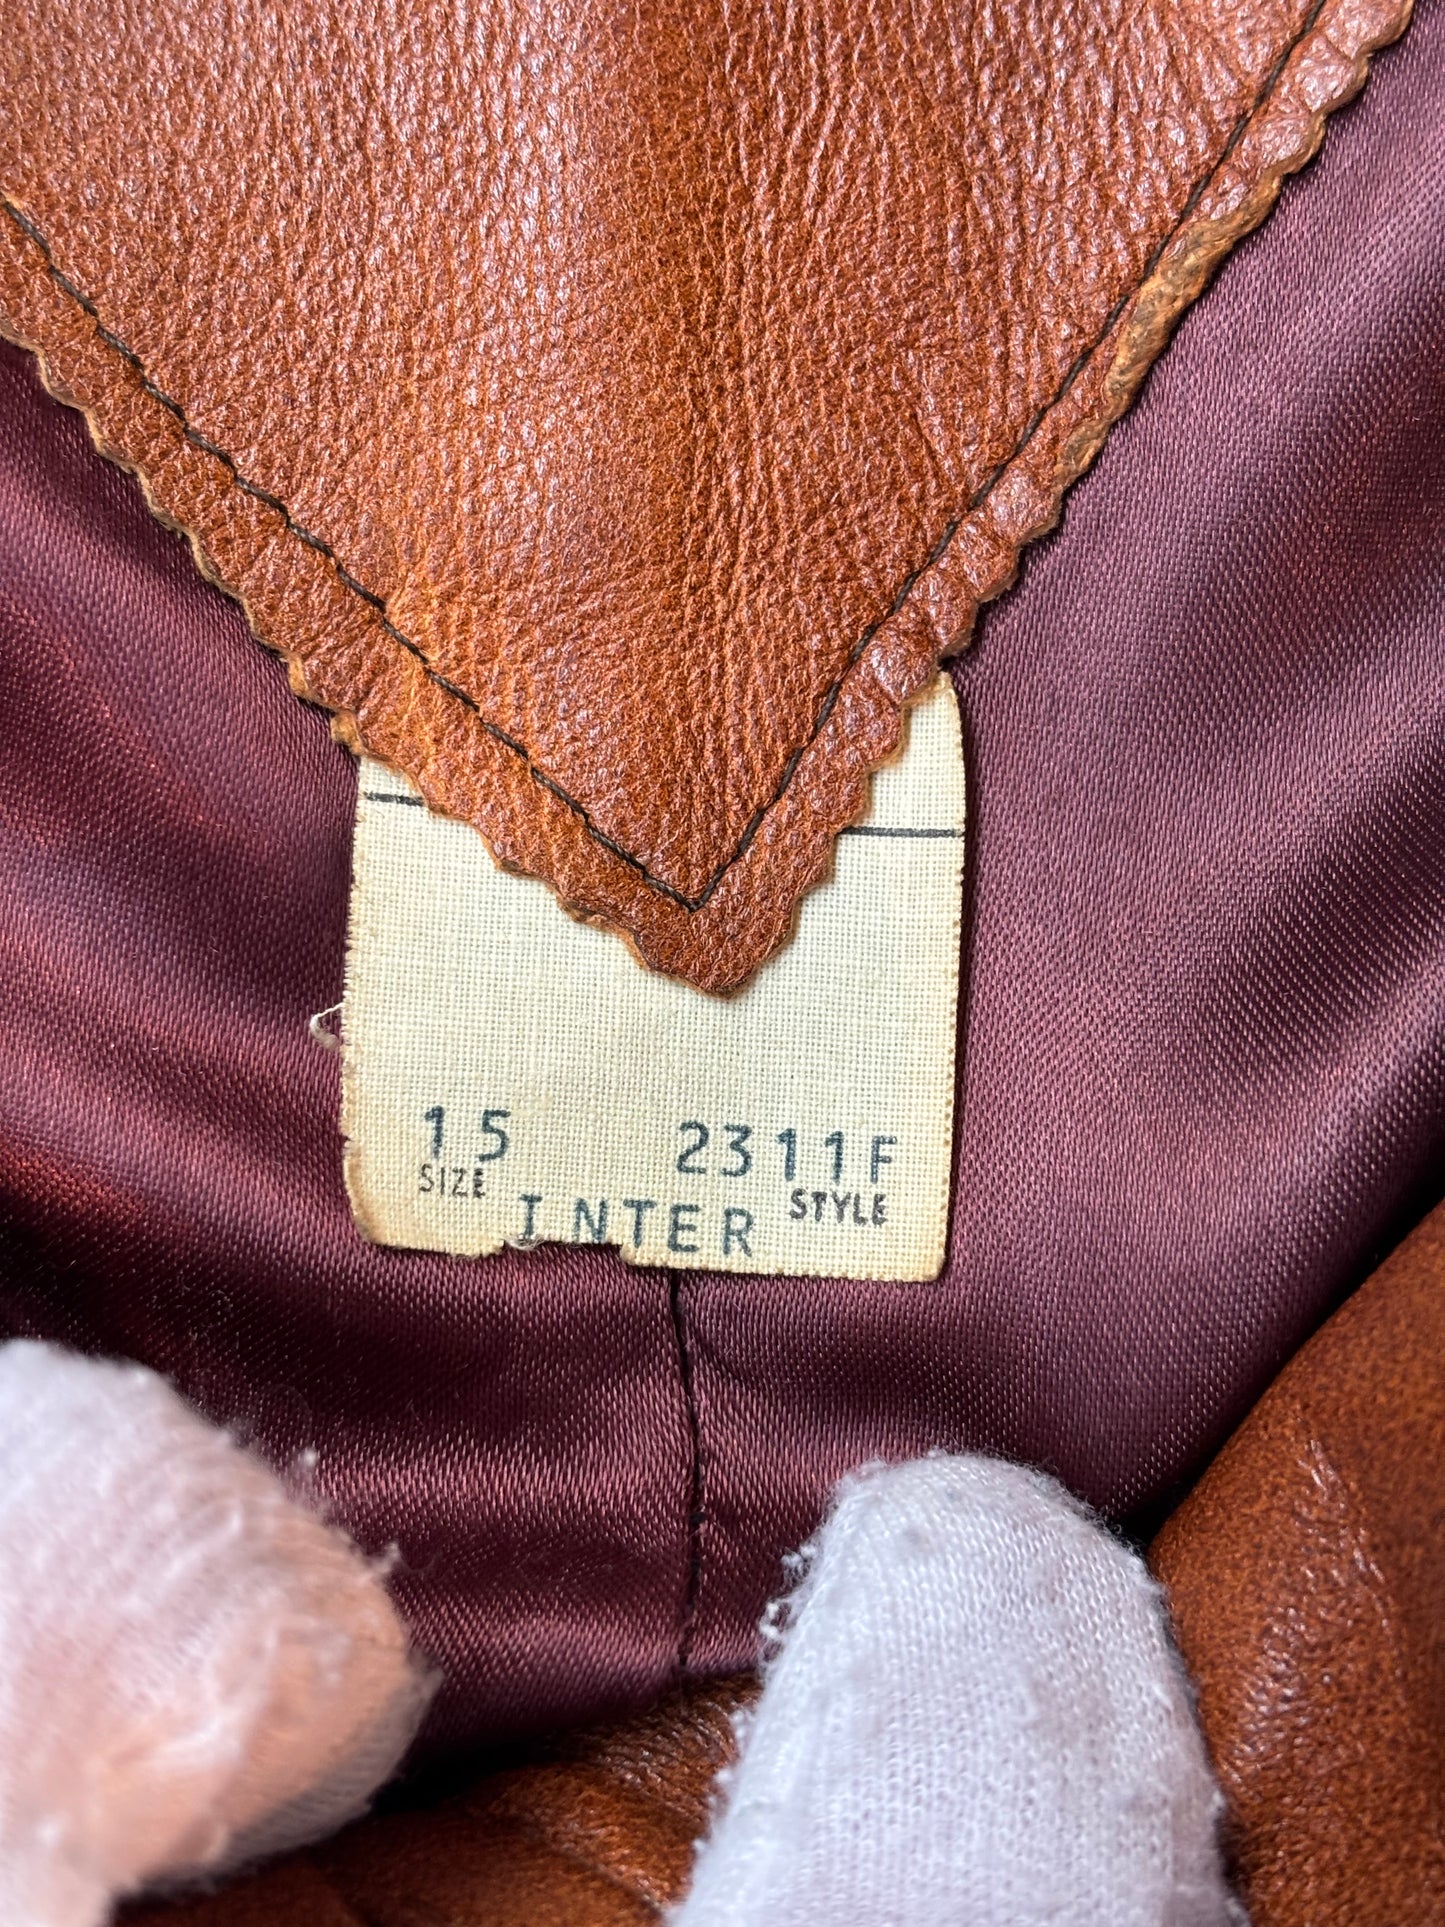 15 2311F
SIZE STYLE
INTER